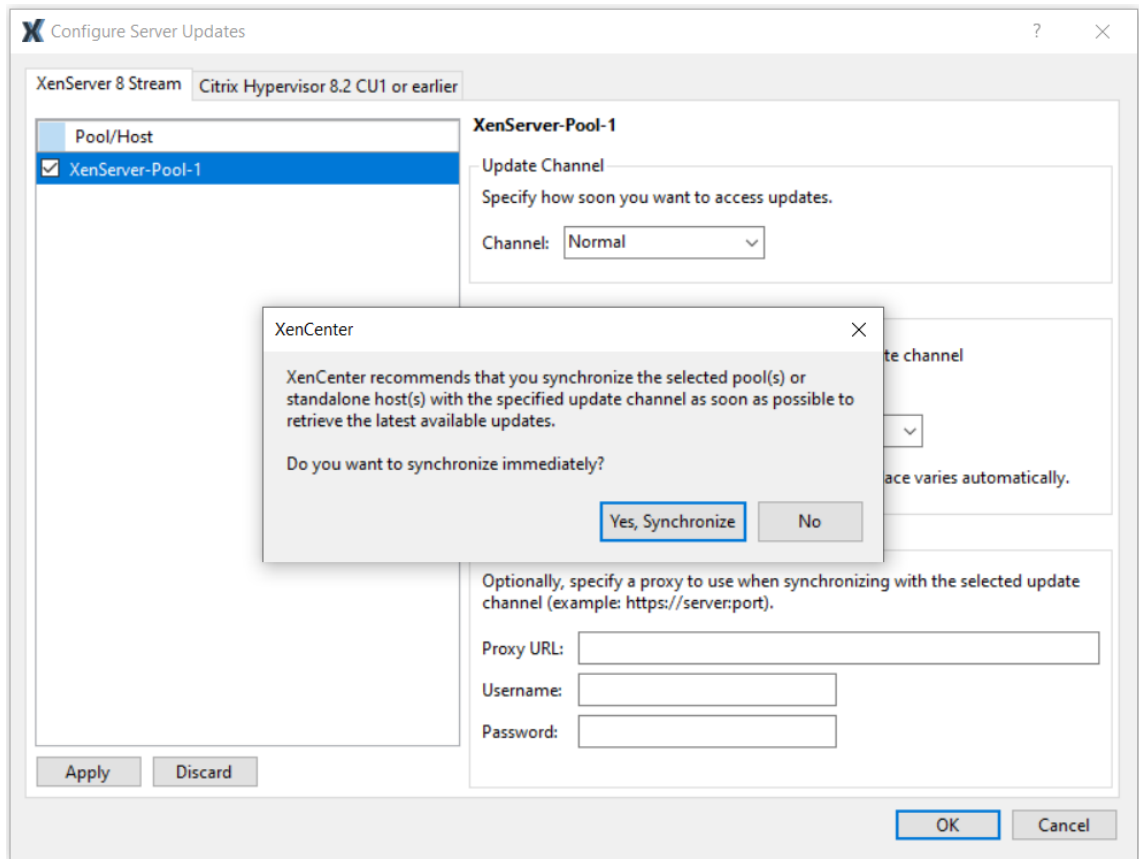 Configure Server Updates
XenServer 8 Stream
Citrix Hypervisor 8.2 CU1 or earlier
Pool/Host
XenServer-Pool-1
XenServer-Pool-1
Update Channel
Specify how soon you want to access updates.
Channel: Normal
XenCenter
XenCenter recommends that you synchronize the selected pool(s) or
standalone host(s) with the specified update channel as soon as possible to
retrieve the latest available updates.
Do you want to synchronize immediately?
Yes, Synchronize
No
channel
varies automatically.
Optionally, specify a proxy to use when synchronizing with the selected update
channel (example: https://server:port).
Proxy URL:
Username:
Password:
Apply
Discard
OK
Cancel